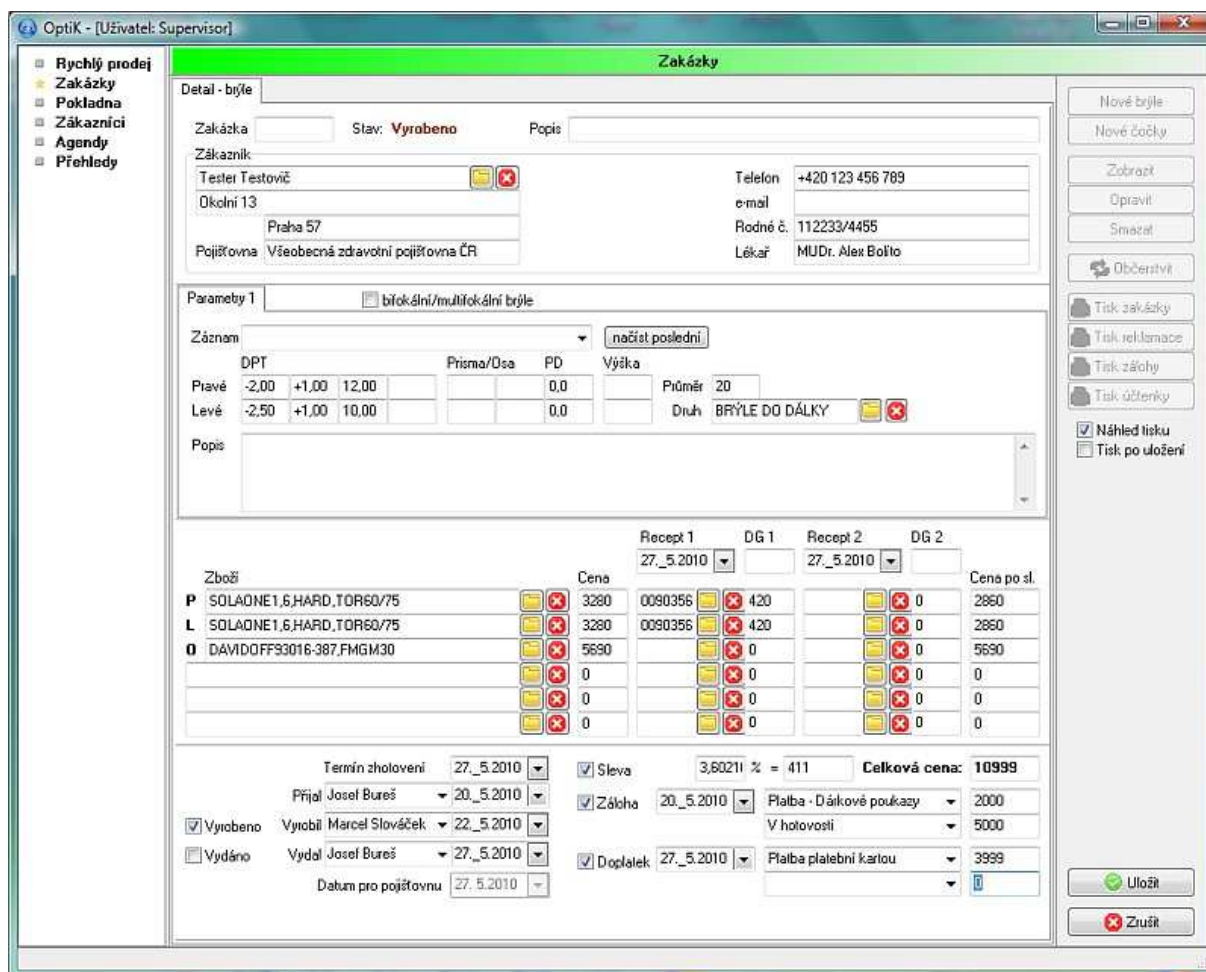 OptiK - [Uživatel: Supervisor]
Rychlý prodej
Zakázky
Pokladna
Zákazníci
Agendy
Přehledy
Zakázky
Detail - brýle
Zakázka Stav: Vyrobeno Popis
Zákazník
Tester Testovič Telefon +420 123 456 789
Okolní 13 e-mail
Praha 57 Rodné č. 112233/4455
Pojišťovna Všeobecná zdravotní pojišťovna ČR Lékař MUDr. Alex Bolito
Parametry 1 bifokální/multifokální brýle
Záznam načíst poslední
DPT Prisma/Osa PD Výška
Pravé -2,00 +1,00 12,00 0,0 Průměr 20
Levé -2,50 +1,00 10,00 0,0 Druh BRÝLE DO DÁLKY
Popis
Recept 1 DG 1 Recept 2 DG 2
27._5.2010 27._5.2010
Zboží Cena Cena po sl.
P SOLAONE1,6,HARD,TOR60/75 3280 0090356 420 0 2860
L SOLAONE1,6,HARD,TOR60/75 3280 0090356 420 0 2860
O DAVIDOFF93016-387,FMGM30 5690 0 0 5690
0 0 0 0
0 0 0 0
0 0 0 0
Termín zhotovení 27._5.2010 Sleva 3,6021( % = 411 Celková cena: 10999
Přijal Josef Bureš 20._5.2010 Záloha 20._5.2010 Platba - Dárkové poukazy 2000
Vyrobeno Vyrobil Marcel Slováček 22._5.2010 V hotovosti 5000
Vydáno Vydal Josef Bureš 27._5.2010 Doplatek 27._5.2010 Platba platební kartou 3999
Datum pro pojišťovnu 27. 5.2010 0
Nové brýle
Nové čočky
Zobrazit
Opravit
Smazat
Občerstvit
Tisk zakázky
Tisk reklamace
Tisk zálohy
Tisk účtenky
Náhled tisku
Tisk po uložení
Uložit
Zrušit